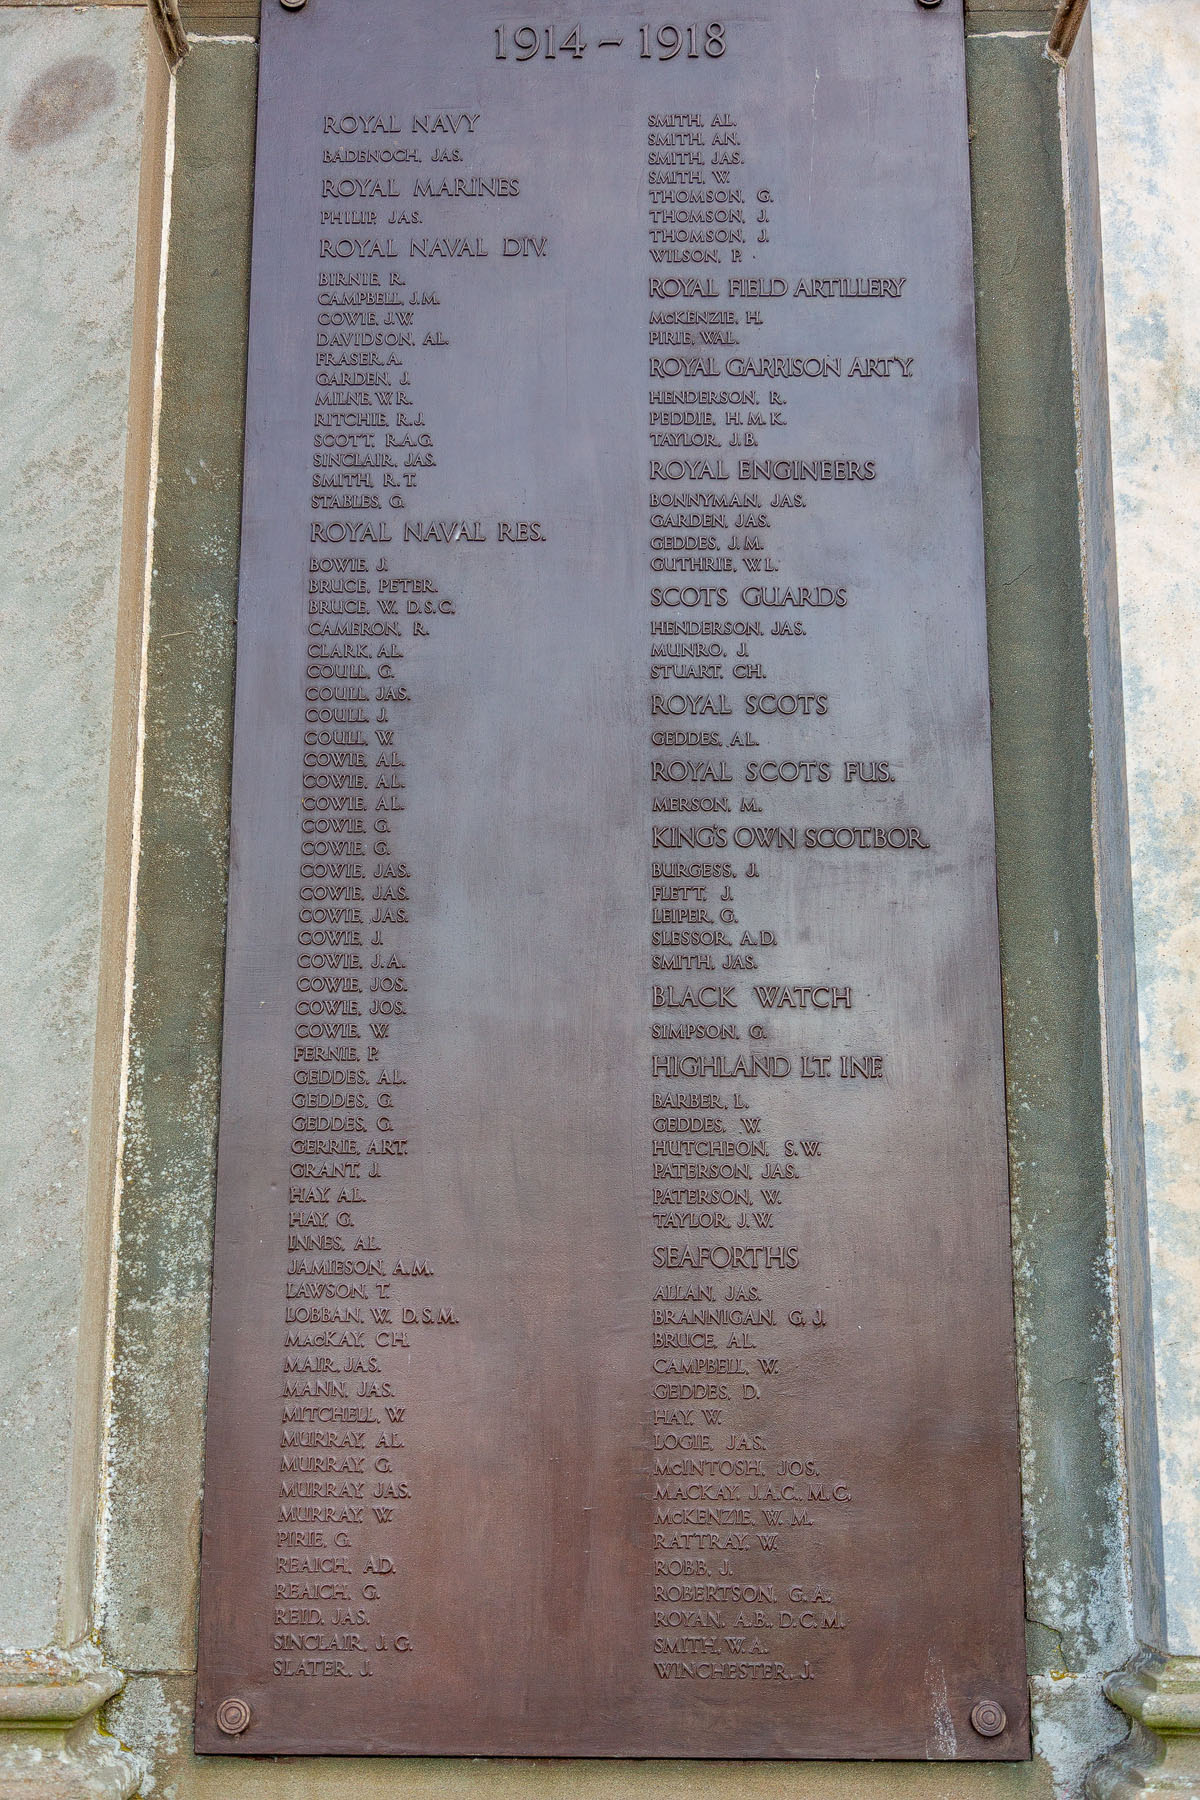 1914 – 1918
ROYAL NAVY
BADENOCH, JAS.
ROYAL MARINES
PHILIP, JAS.
ROYAL NAVAL DIV.
BIRNIE, R.
CAMPBELL, J.M.
COWIE, J.W.
DAVIDSON, AL.
FRASER, A.
GARDEN, J.
MILNE, W.R.
RITCHIE, R.J.
SCOTT, R.A.G.
SINCLAIR, JAS.
SMITH, R.T.
STABLES, G.
ROYAL NAVAL RES.
BOWIE, J.
BRUCE, PETER.
BRUCE, W. D.S.C.
CAMERON, R.
CLARK, AL.
COULL, G.
COULL, JAS.
COULL, J.
COULL, W.
COWIE, AL.
COWIE, AL.
COWIE, AL.
COWIE, G.
COWIE, G.
COWIE, JAS.
COWIE, JAS.
COWIE, JAS.
COWIE, J.
COWIE, J.A.
COWIE, JOS.
COWIE, JOS.
COWIE, W.
FERNIE, P.
GEDDES, AL.
GEDDES, G.
GEDDES, G.
GERRIE, ART.
GRANT, J.
HAY, AL.
HAY, G.
INNES, AL.
JAMIESON, A.M.
LAWSON, T.
LOBBAN, W. D.S.M.
MACKAY, CH.
MAIR, JAS.
MANN, JAS.
MITCHELL, W.
MURRAY, AL.
MURRAY, G.
MURRAY, JAS.
MURRAY, W.
PIRIE, G.
REAICH, AD.
REAICH, G.
REID, JAS.
SINCLAIR, J. G.
SLATER, J.
SMITH, AL.
SMITH, AN.
SMITH, JAS.
SMITH, W.
THOMSON, G.
THOMSON, J.
THOMSON, J.
WILSON, P.
ROYAL FIELD ARTILLERY
McKENZIE, H.
PIRIE, WAL.
ROYAL GARRISON ART'Y.
HENDERSON, R.
PEDDIE, H.M.K.
TAYLOR, J.B.
ROYAL ENGINEERS
BONNYMAN, JAS.
GARDEN, JAS.
GEDDES, J.M.
GUTHRIE, W.L.
SCOTS GUARDS
HENDERSON, JAS.
MUNRO, J.
STUART, CH.
ROYAL SCOTS
GEDDES, AL.
ROYAL SCOTS FUS.
MERSON, M.
KING'S OWN SCOT.BOR.
BURGESS, J.
FLETT, J.
LEIPER, G.
SLESSOR, A.D.
SMITH, JAS.
BLACK WATCH
SIMPSON, G.
HIGHLAND LT. INF.
BARBER, L.
GEDDES, W.
HUTCHEON, S.W.
PATERSON, JAS.
PATERSON, W.
TAYLOR, J.W.
SEAFORTHS
ALLAN, JAS.
BRANNIGAN, G. J.
BRUCE, AL.
CAMPBELL, W.
GEDDES, D.
HAY, W.
LOGIE, JAS.
McINTOSH, JOS.
MACKAY, J.A.C., M.C.
McKENZIE, W. M.
RATTRAY, W.
ROBB, J.
ROBERTSON, G.A.
ROYAN, A.B., D.C.M.
SMITH, W.A.
WINCHESTER, J.